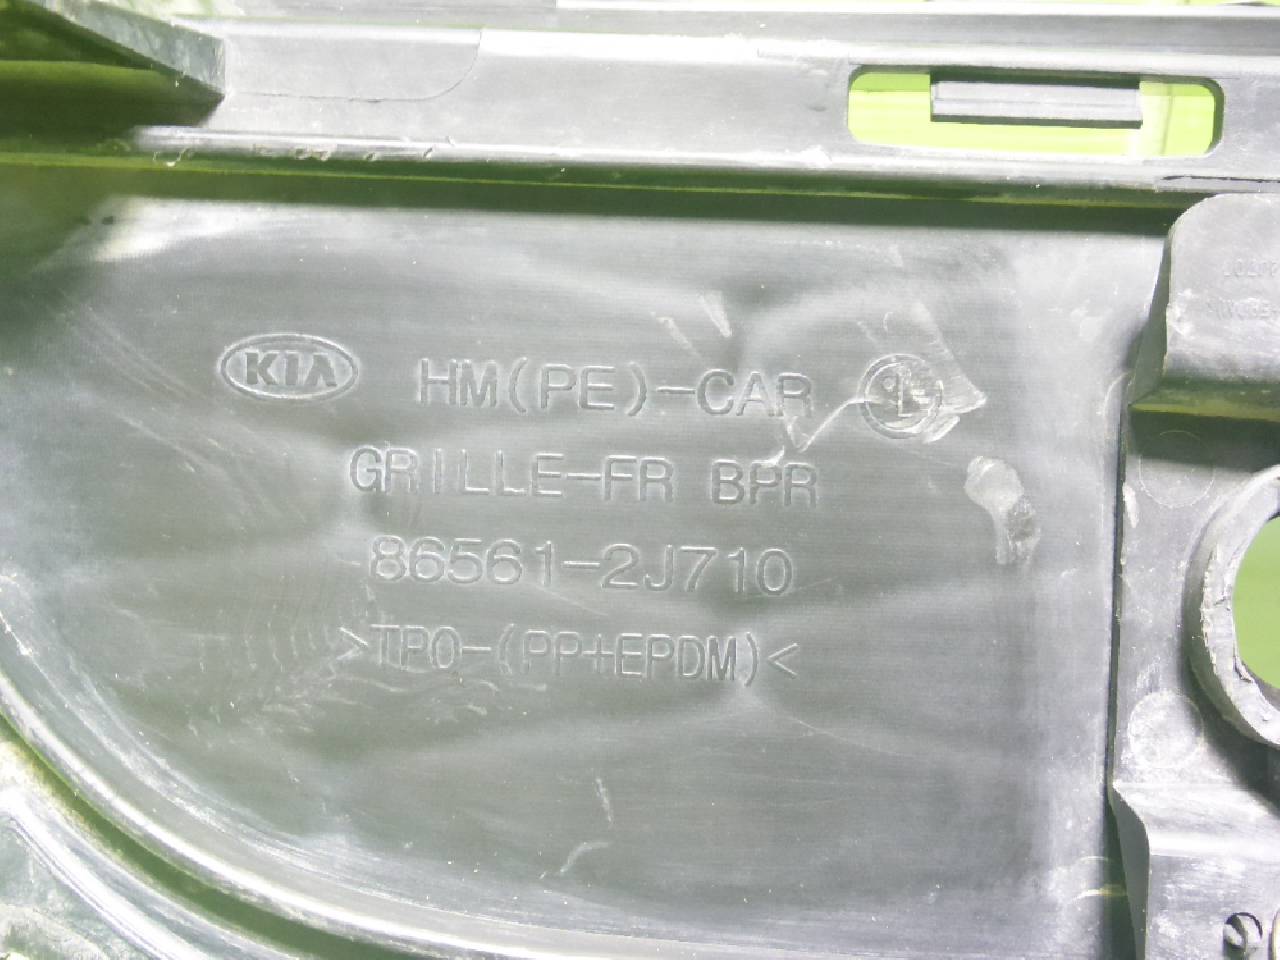 KIA HM(PE)-CAR
GRILLE-FR BPR
86561-2J710
>TPO-(PP+EPDM)<